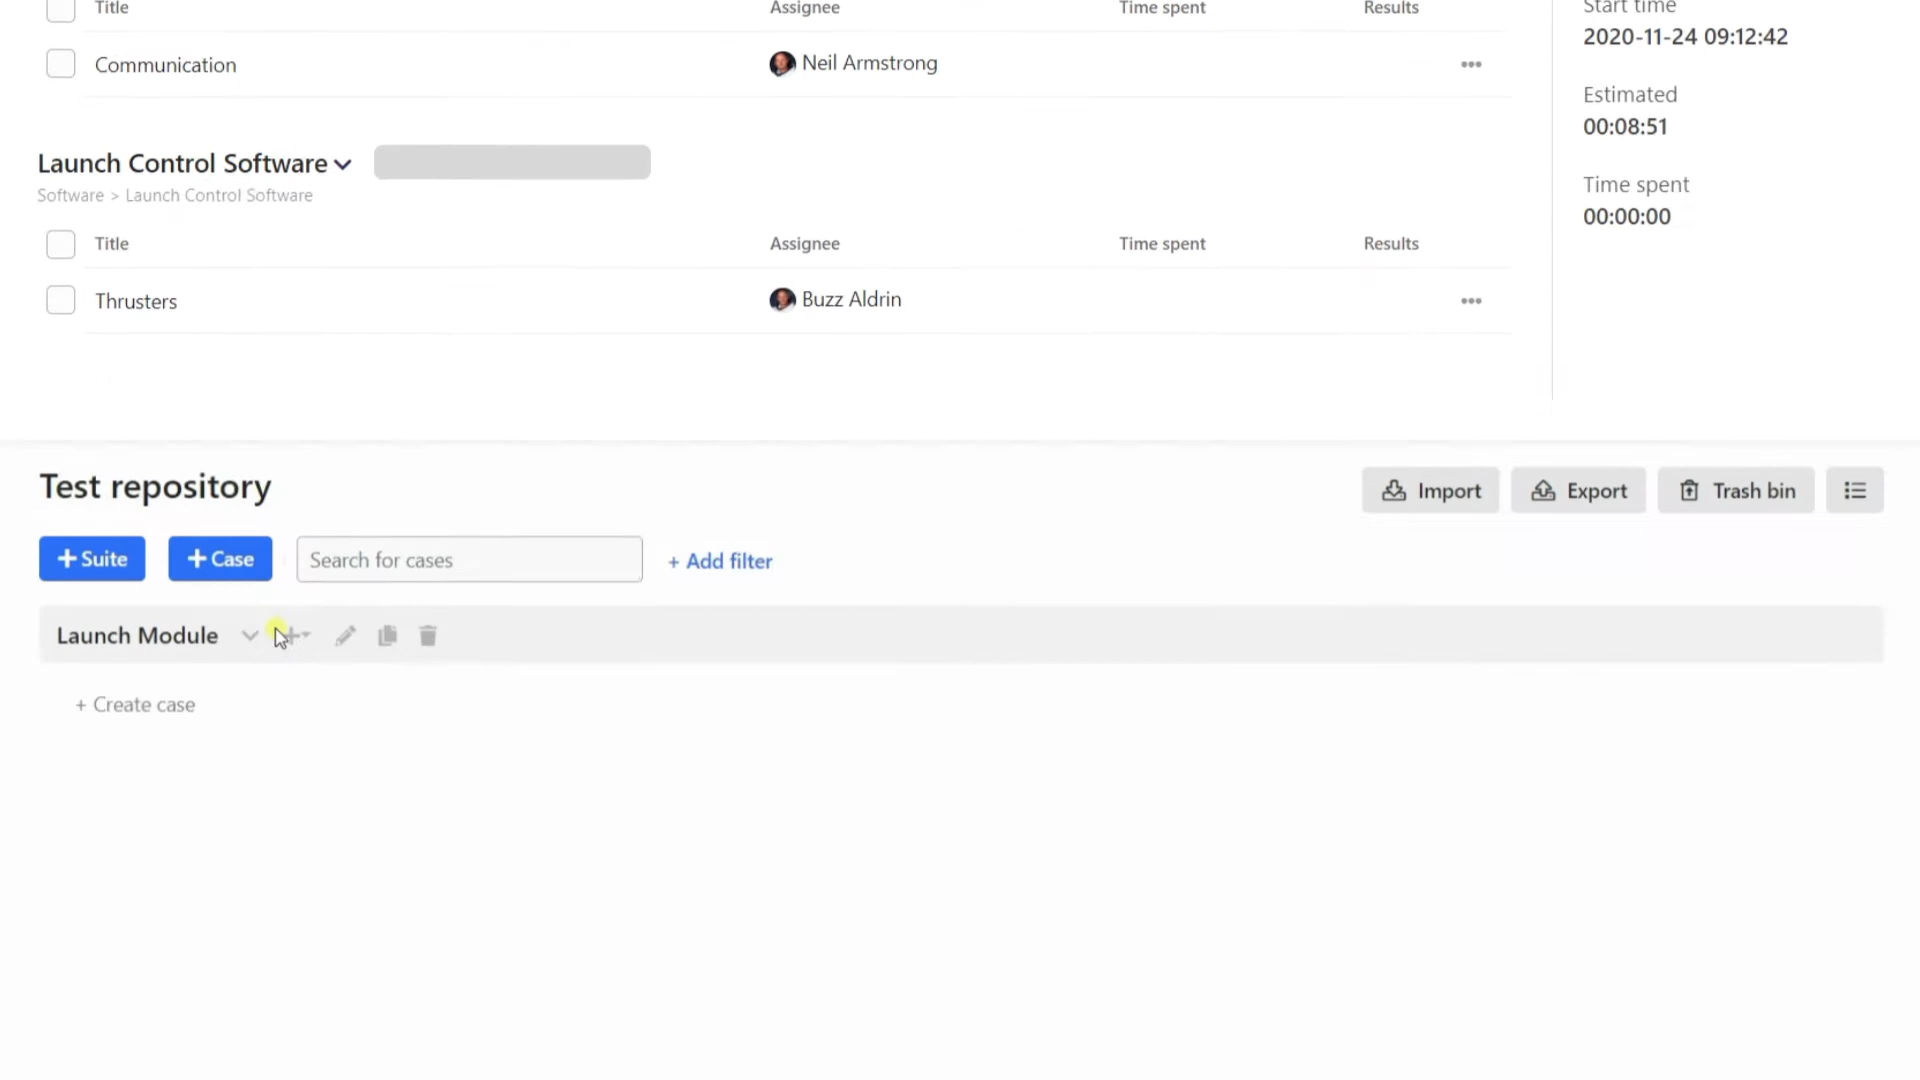 Title Assignee Time spent Results
Start time
2020-11-24 09:12:42
Communication Neil Armstrong
Estimated
00:08:51
Launch Control Software
Software > Launch Control Software
Time spent
00:00:00
Title Assignee Time spent Results
Thrusters Buzz Aldrin
Test repository
Import Export Trash bin
+ Suite + Case Search for cases + Add filter
Launch Module
+ Create case